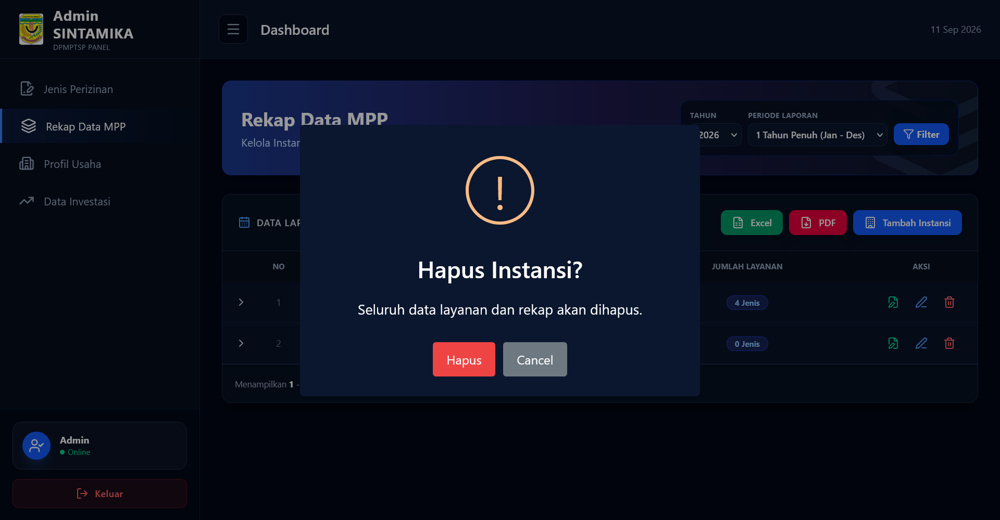 Admin
SINTAMIKA
DPMPTSP PANEL
Dashboard
11 Sep 2026
Jenis Perizinan
Rekap Data MPP
Profil Usaha
Data Investasi
Rekap Data MPP
TAHUN
PERIODE LAPORAN
2026
1 Tahun Penuh (Jan - Des)
Filter
DATA
Excel
PDF
Tambah Instansi
NO
JUMLAH LAYANAN
AKSI
1
4 Jenis
2
0 Jenis
Menampilkan 1 -
Hapus Instansi?
Seluruh data layanan dan rekap akan dihapus.
Hapus
Cancel
Admin
Online
Keluar